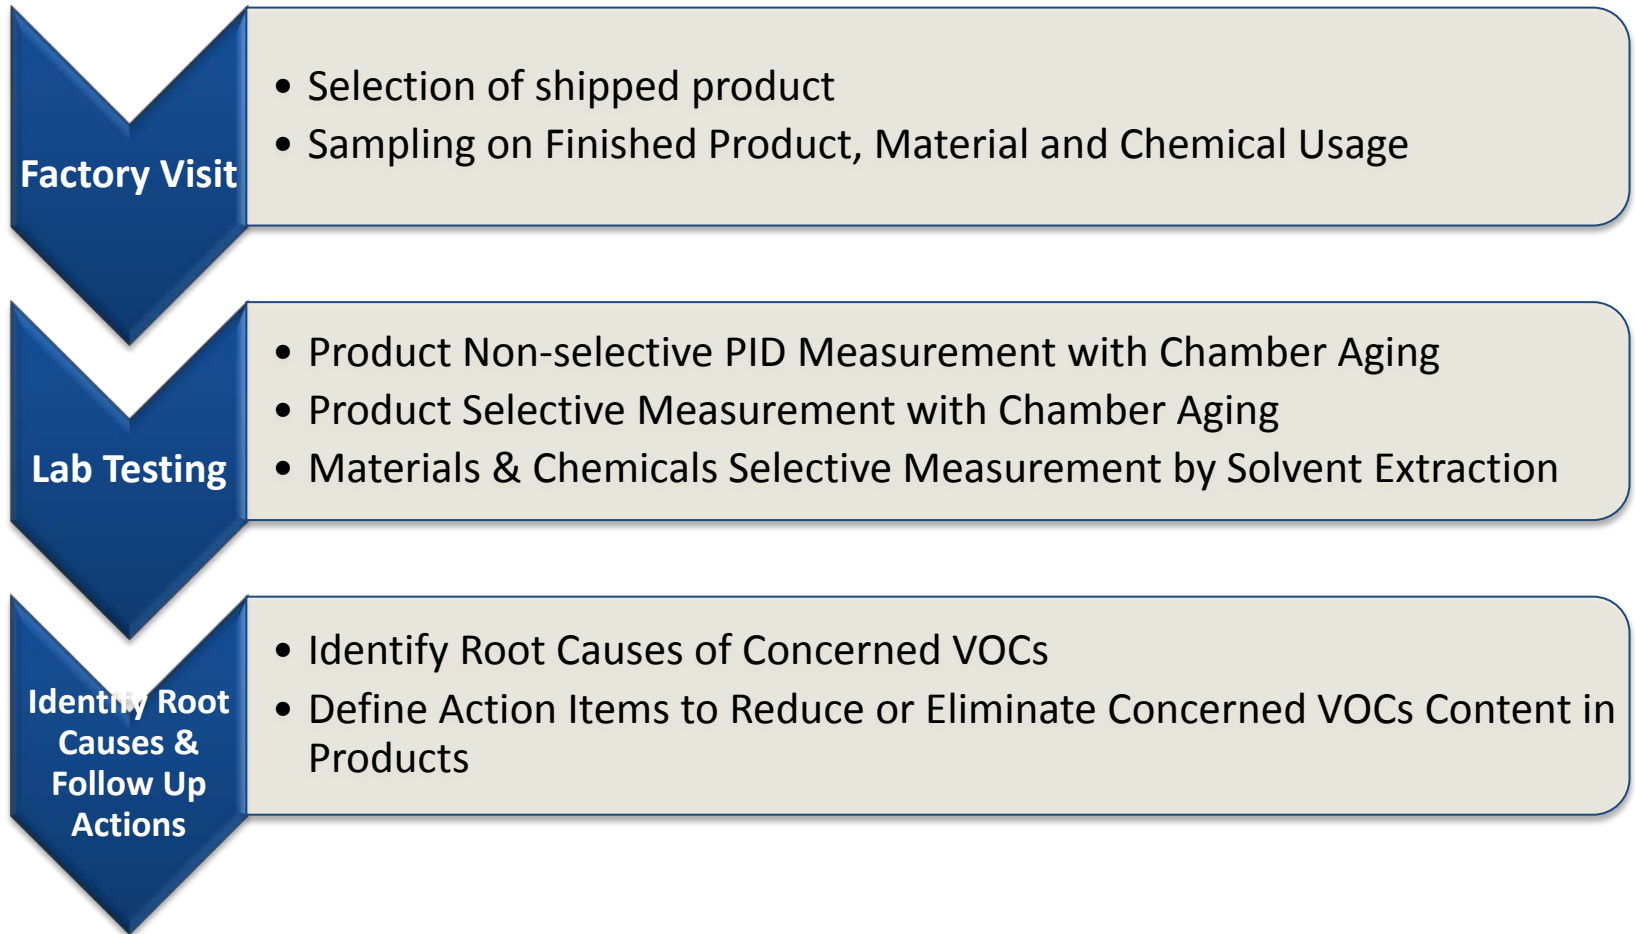 Factory Visit
• Selection of shipped product
• Sampling on Finished Product, Material and Chemical Usage
Lab Testing
• Product Non-selective PID Measurement with Chamber Aging
• Product Selective Measurement with Chamber Aging
• Materials & Chemicals Selective Measurement by Solvent Extraction
Identify Root
Causes &
Follow Up
Actions
• Identify Root Causes of Concerned VOCs
• Define Action Items to Reduce or Eliminate Concerned VOCs Content in
Products